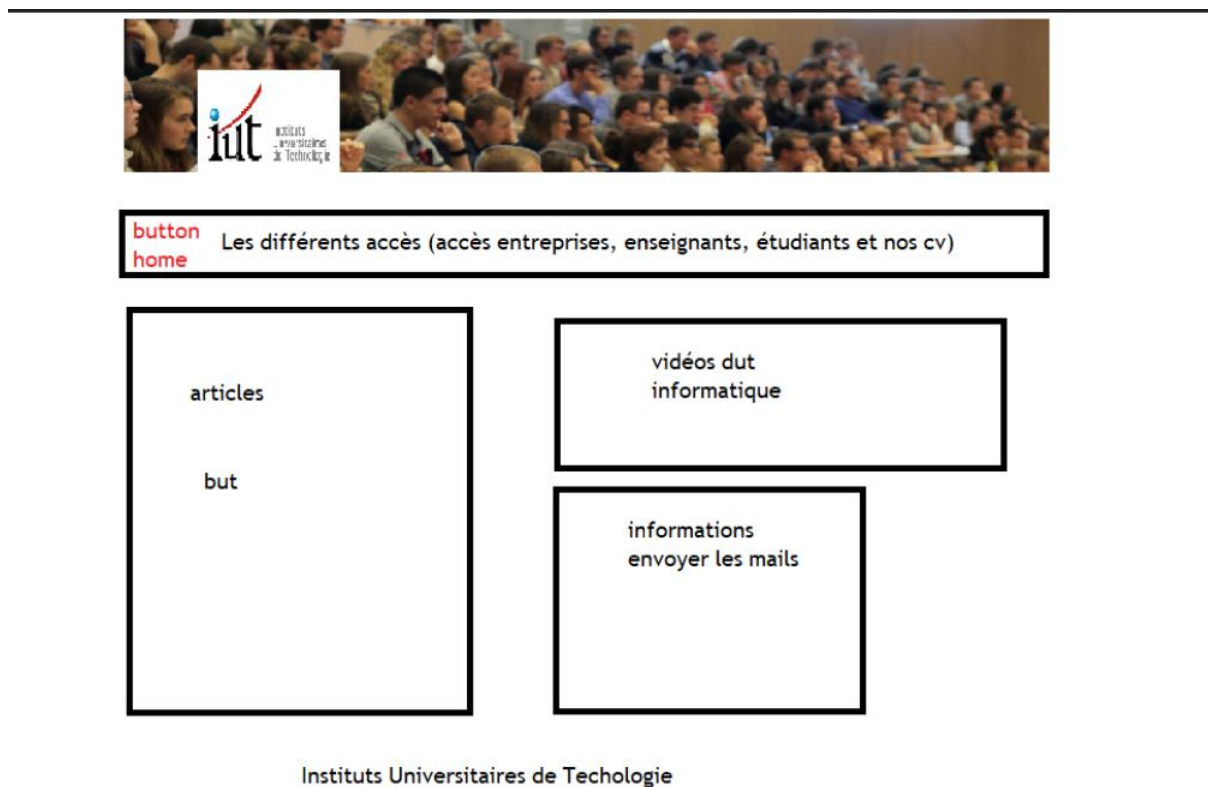 iut
Instituts
Universitaires
de Technologie
button
home
Les différents accès (accès entreprises, enseignants, étudiants et nos cv)
articles
but
vidéos dut
informatique
informations
envoyer les mails
Instituts Universitaires de Techologie